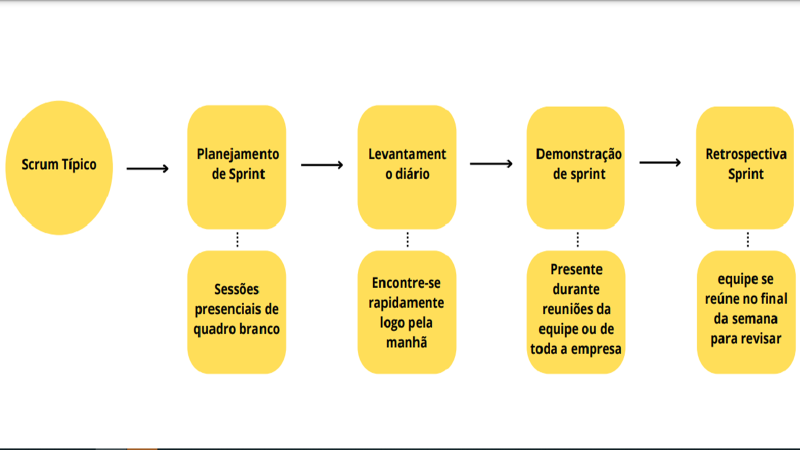 Scrum Típico
Planejamento
de Sprint
Levantament
o diário
Demonstração
de sprint
Retrospectiva
Sprint
Sessões
presenciais de
quadro branco
Encontre-se
rapidamente
logo pela
manhã
Presente
durante
reuniões da
equipe ou de
toda a empresa
equipe se
reúne no final
da semana
para revisar